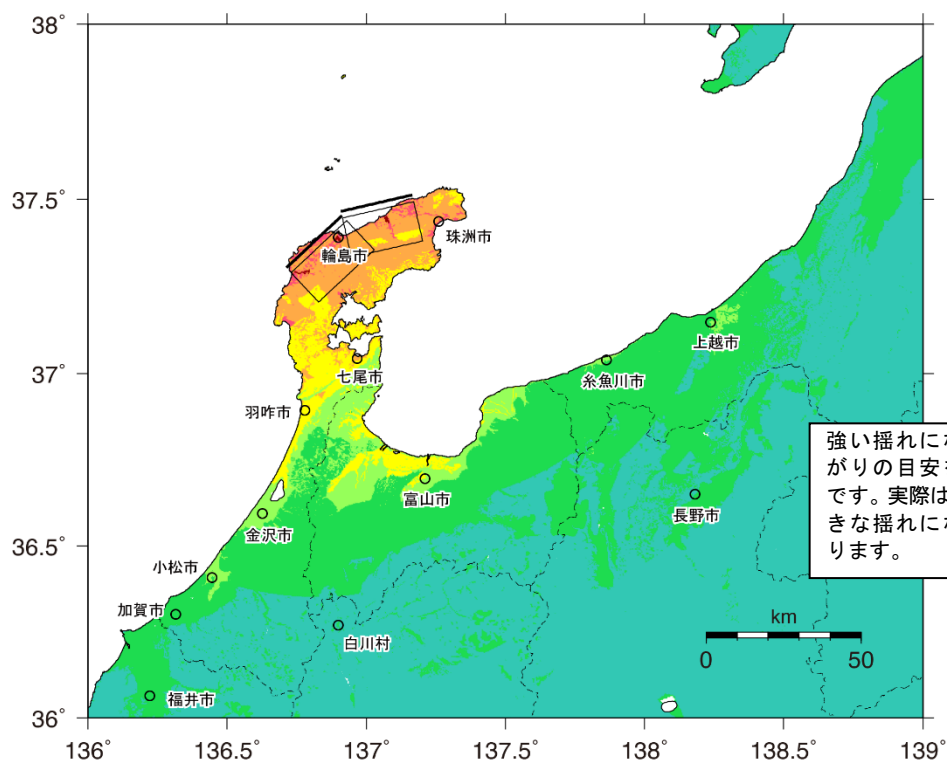 38°
37.5°
珠洲市
輪島市
上越市
37°
七尾市
糸魚川市
羽咋市
強い揺れにな
がりの目安を
富山市
です。実際は
長野市
36.5°
金沢市
きな揺れにな
小松市
ります。
加賀市
km
白川村
0 50
福井市
36°
136° 136.5° 137° 137.5° 138° 138.5° 139°